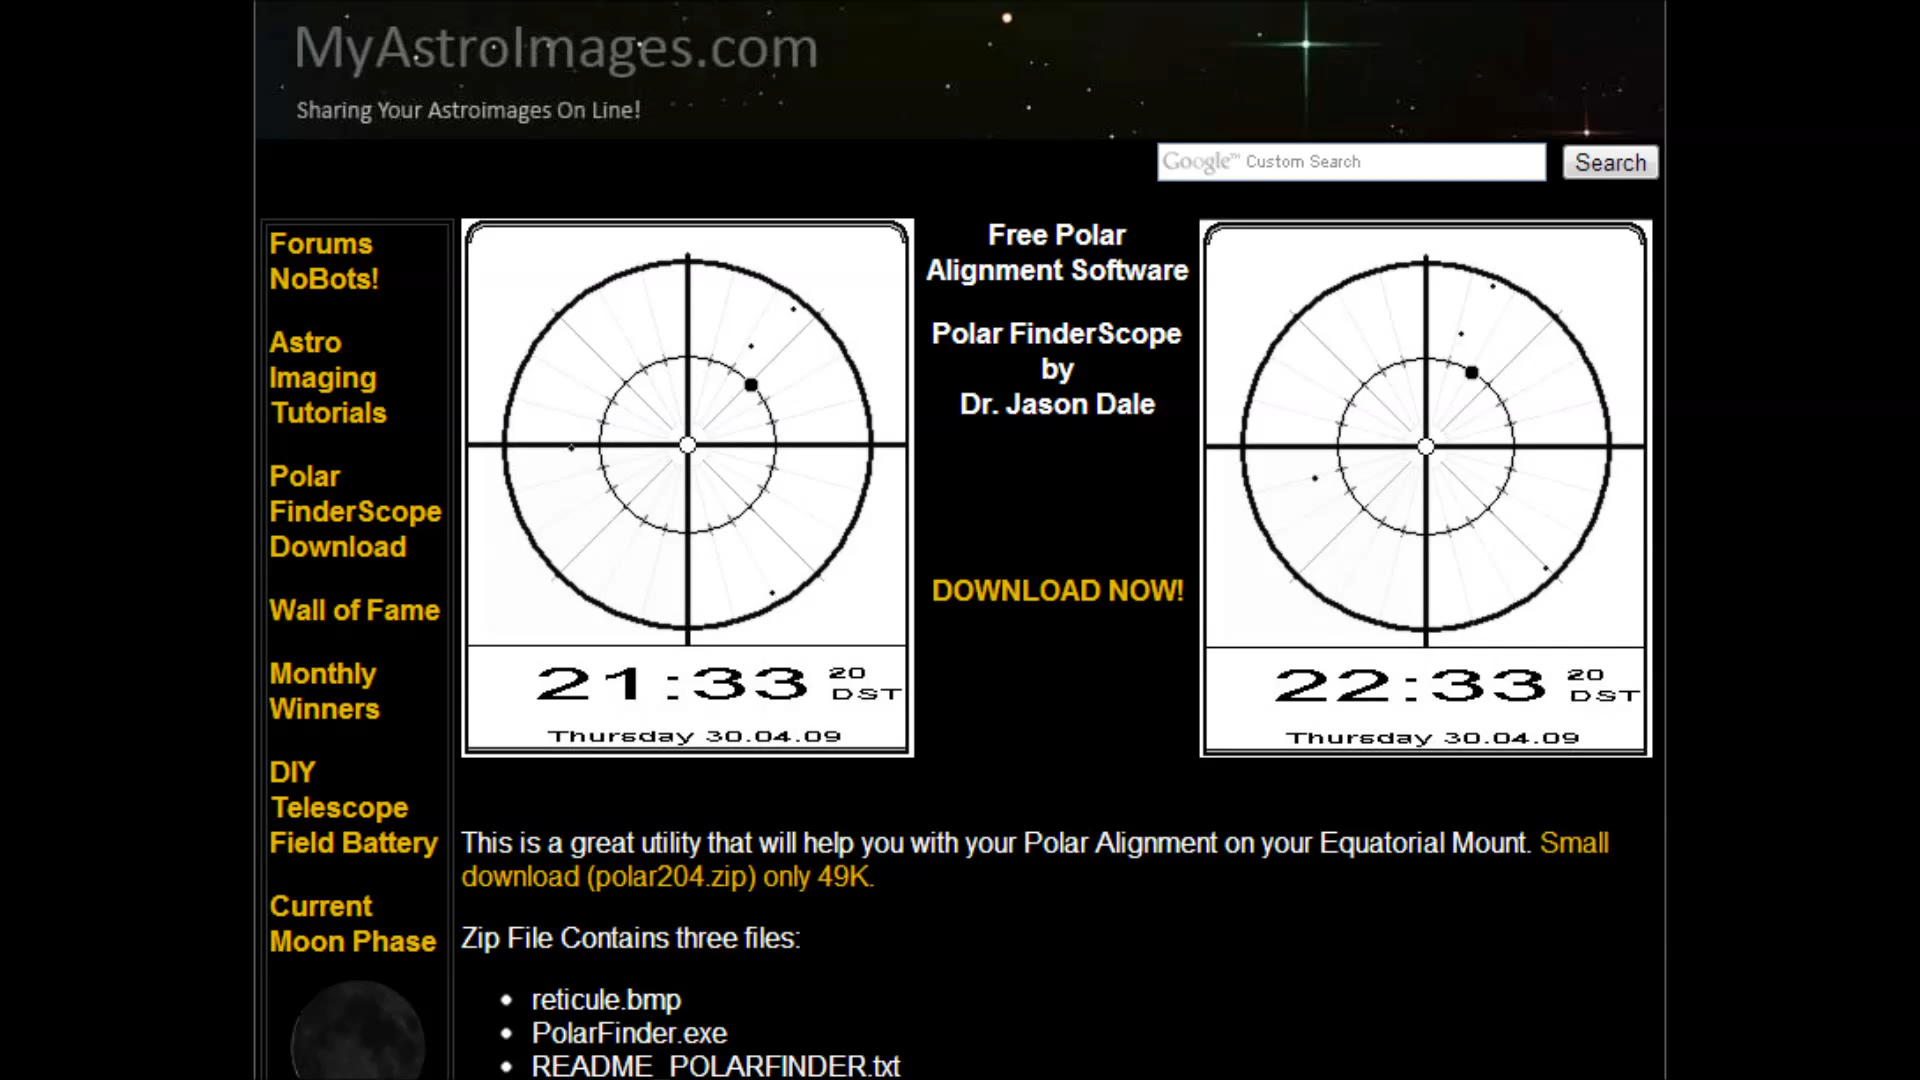 MyAstroImages.com
Sharing Your Astroimages On Line!
Google™ Custom Search
Search
Forums
NoBots!
Astro
Imaging
Tutorials
Polar
FinderScope
Download
Wall of Fame
Monthly
Winners
DIY
Telescope
Field Battery
Current
Moon Phase
21:33 20
DST
Thursday 30.04.09
Free Polar
Alignment Software
Polar FinderScope
by
Dr. Jason Dale
DOWNLOAD NOW!
22:33 20
DST
Thursday 30.04.09
This is a great utility that will help you with your Polar Alignment on your Equatorial Mount. Small
download (polar204.zip) only 49K.
Zip File Contains three files:
reticule.bmp
PolarFinder.exe
README_POLARFINDER.txt